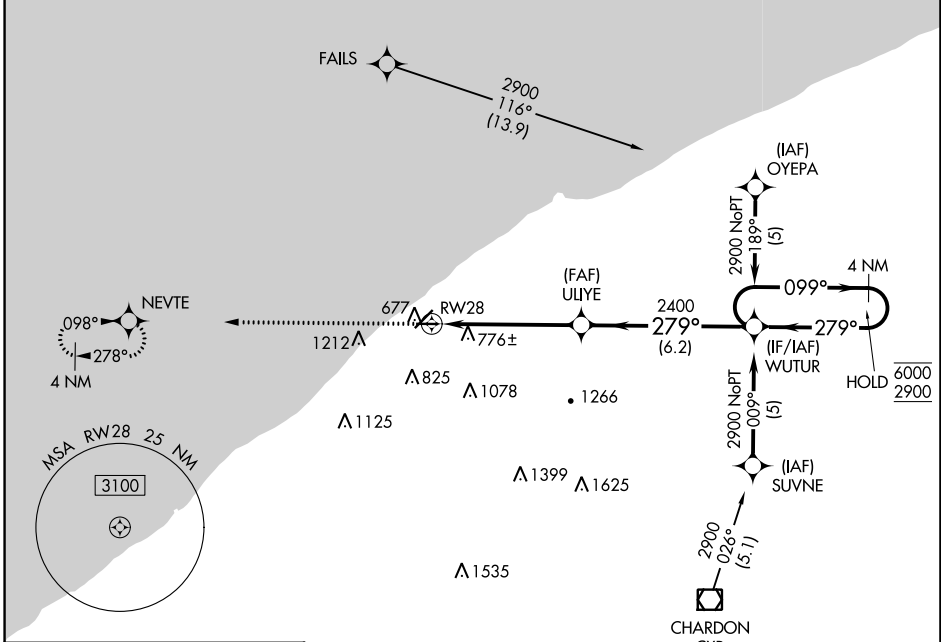 FAILS
2900
116°
(13.9)
(IAF)
OYEPA
2900 NoPT
189°
(5)
4 NM
099°
NEVTE
098°
278°
4 NM
677
RW28
(FAF)
ULIYE
2400
279°
(6.2)
279°
(IF/IAF)
WUTUR
HOLD
6000
2900
1212
776±
825
1078
1266
1125
2900 NoPT
009°
(5)
MSA RW28 25 NM
3100
1399
1625
(IAF)
SUVNE
1535
2900
026°
(5.1)
CHARDON